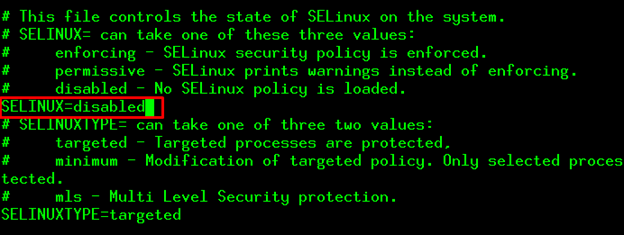 # This file controls the state of SELinux on the system.
# SELINUX= can take one of these three values:
#     enforcing - SELinux security policy is enforced.
#     permissive - SELinux prints warnings instead of enforcing.
#     disabled - No SELinux policy is loaded.
SELINUX=disabled
# SELINUXTYPE= can take one of three two values:
#     targeted - Targeted processes are protected,
#     minimum - Modification of targeted policy. Only selected proces
tected.
#     mls - Multi Level Security protection.
SELINUXTYPE=targeted